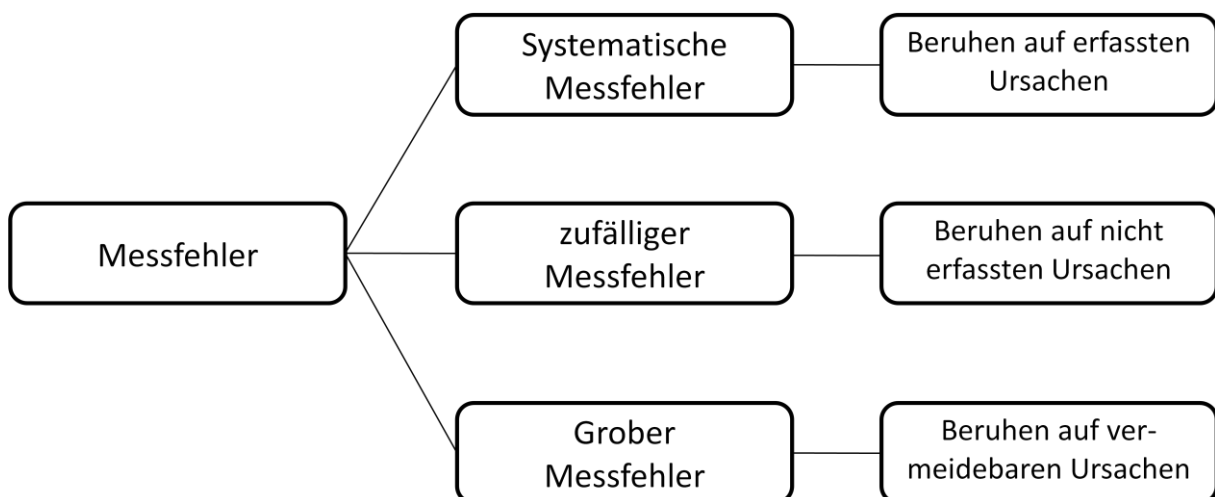 Messfehler
Systematische
Messfehler
Beruhen auf erfassten
Ursachen
zufälliger
Messfehler
Beruhen auf nicht
erfassten Ursachen
Grober
Messfehler
Beruhen auf ver-
meidebaren Ursachen